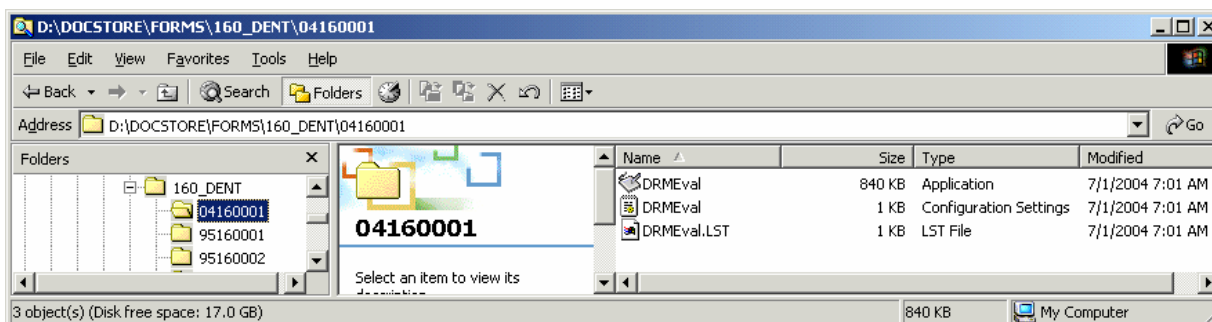 D:\DOCSTORE\FORMS\160_DENT\04160001
File Edit View Favorites Tools Help
Back Search Folders
Address D:\DOCSTORE\FORMS\160_DENT\04160001 Go
Folders
160_DENT
04160001
95160001
95160002
04160001
Select an item to view its
Name Size Type Modified
DRMEval 840 KB Application 7/1/2004 7:01 AM
DRMEval 1 KB Configuration Settings 7/1/2004 7:01 AM
DRMEval.LST 1 KB LST File 7/1/2004 7:01 AM
3 object(s) (Disk free space: 17.0 GB) 840 KB My Computer